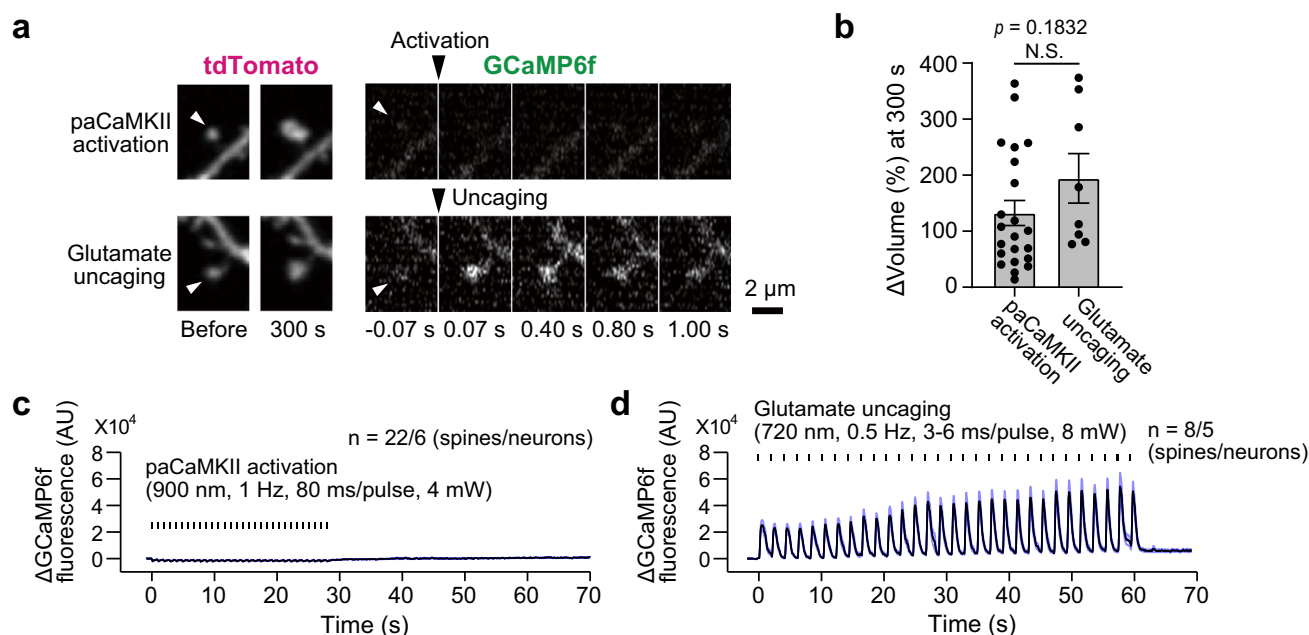 a
Activation
tdTomato
GCaMP6f
paCaMKII
activation
Uncaging
Glutamate
uncaging
2 µm
Before
300 s
-0.07 s
0.07 s
0.40 s
0.80 s
1.00 s
b
p = 0.1832
N.S.
ΔVolume (%) at 300 s
400
300
200
100
0
paCaMKII
activation
Glutamate
uncaging
c
ΔGCaMP6f
fluorescence (AU)
X10⁴
n = 22/6 (spines/neurons)
paCaMKII activation
(900 nm, 1 Hz, 80 ms/pulse, 4 mW)
8
6
4
2
0
0 10 20 30 40 50 60 70
Time (s)
d
ΔGCaMP6f
fluorescence (AU)
X10⁴
Glutamate uncaging
(720 nm, 0.5 Hz, 3-6 ms/pulse, 8 mW)
n = 8/5
(spines/neurons)
8
6
4
2
0
0 10 20 30 40 50 60 70
Time (s)